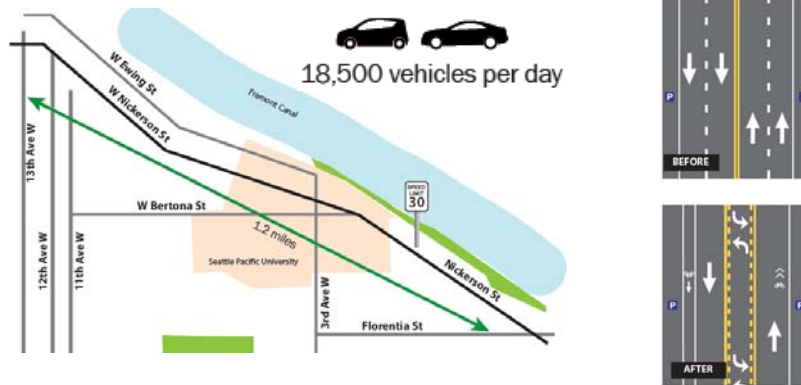 18,500 vehicles per day
W Ewing St
W Nickerson St
Fremont Canal
13th Ave W
12th Ave W
11th Ave W
W Bertona St
1.2 miles
Seattle Pacific University
SPEED
LIMIT
30
Nickerson St
3rd Ave W
Florentia St
P
BEFORE
P
P
AFTER